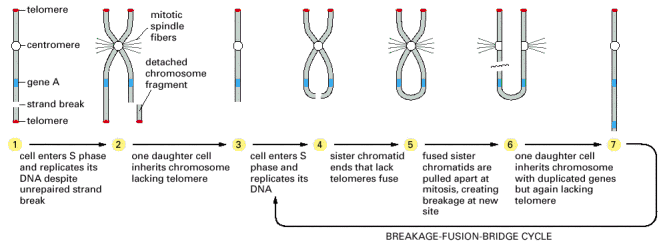 telomere
centromere
gene A
strand break
telomere
mitotic
spindle
fibers
detached
chromosome
fragment
1
2
3
4
5
6
7
cell enters S phase
and replicates its
DNA despite
unrepaired strand
break
one daughter cell
inherits chromosome
lacking telomere
cell enters S
phase and
replicates its
DNA
sister chromatid
ends that lack
telomeres fuse
fused sister
chromatids are
pulled apart at
mitosis, creating
breakage at new
site
one daughter cell
inherits chromosome
with duplicated genes
but again lacking
telomere
BREAKAGE-FUSION-BRIDGE CYCLE